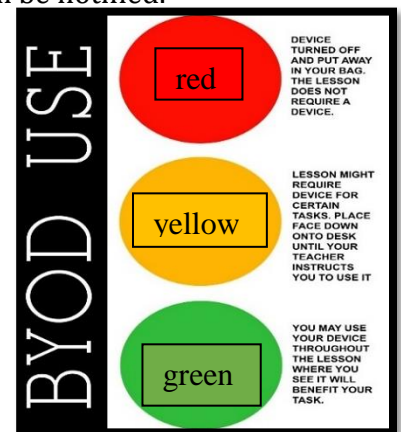 n be notified.
BYOD USE
red
DEVICE
TURNED OFF
AND PUT AWAY
IN YOUR BAG.
THE LESSON
DOES NOT
REQUIRE A
DEVICE.
yellow
LESSON MIGHT
REQUIRE
DEVICE FOR
CERTAIN
TASKS. PLACE
FACE DOWN
ONTO DESK
UNTIL YOUR
TEACHER
INSTRUCTS
YOU TO USE IT
green
YOU MAY USE
YOUR DEVICE
THROUGHOUT
THE LESSON
WHERE YOU
SEE IT WILL
BENEFIT YOUR
TASK.